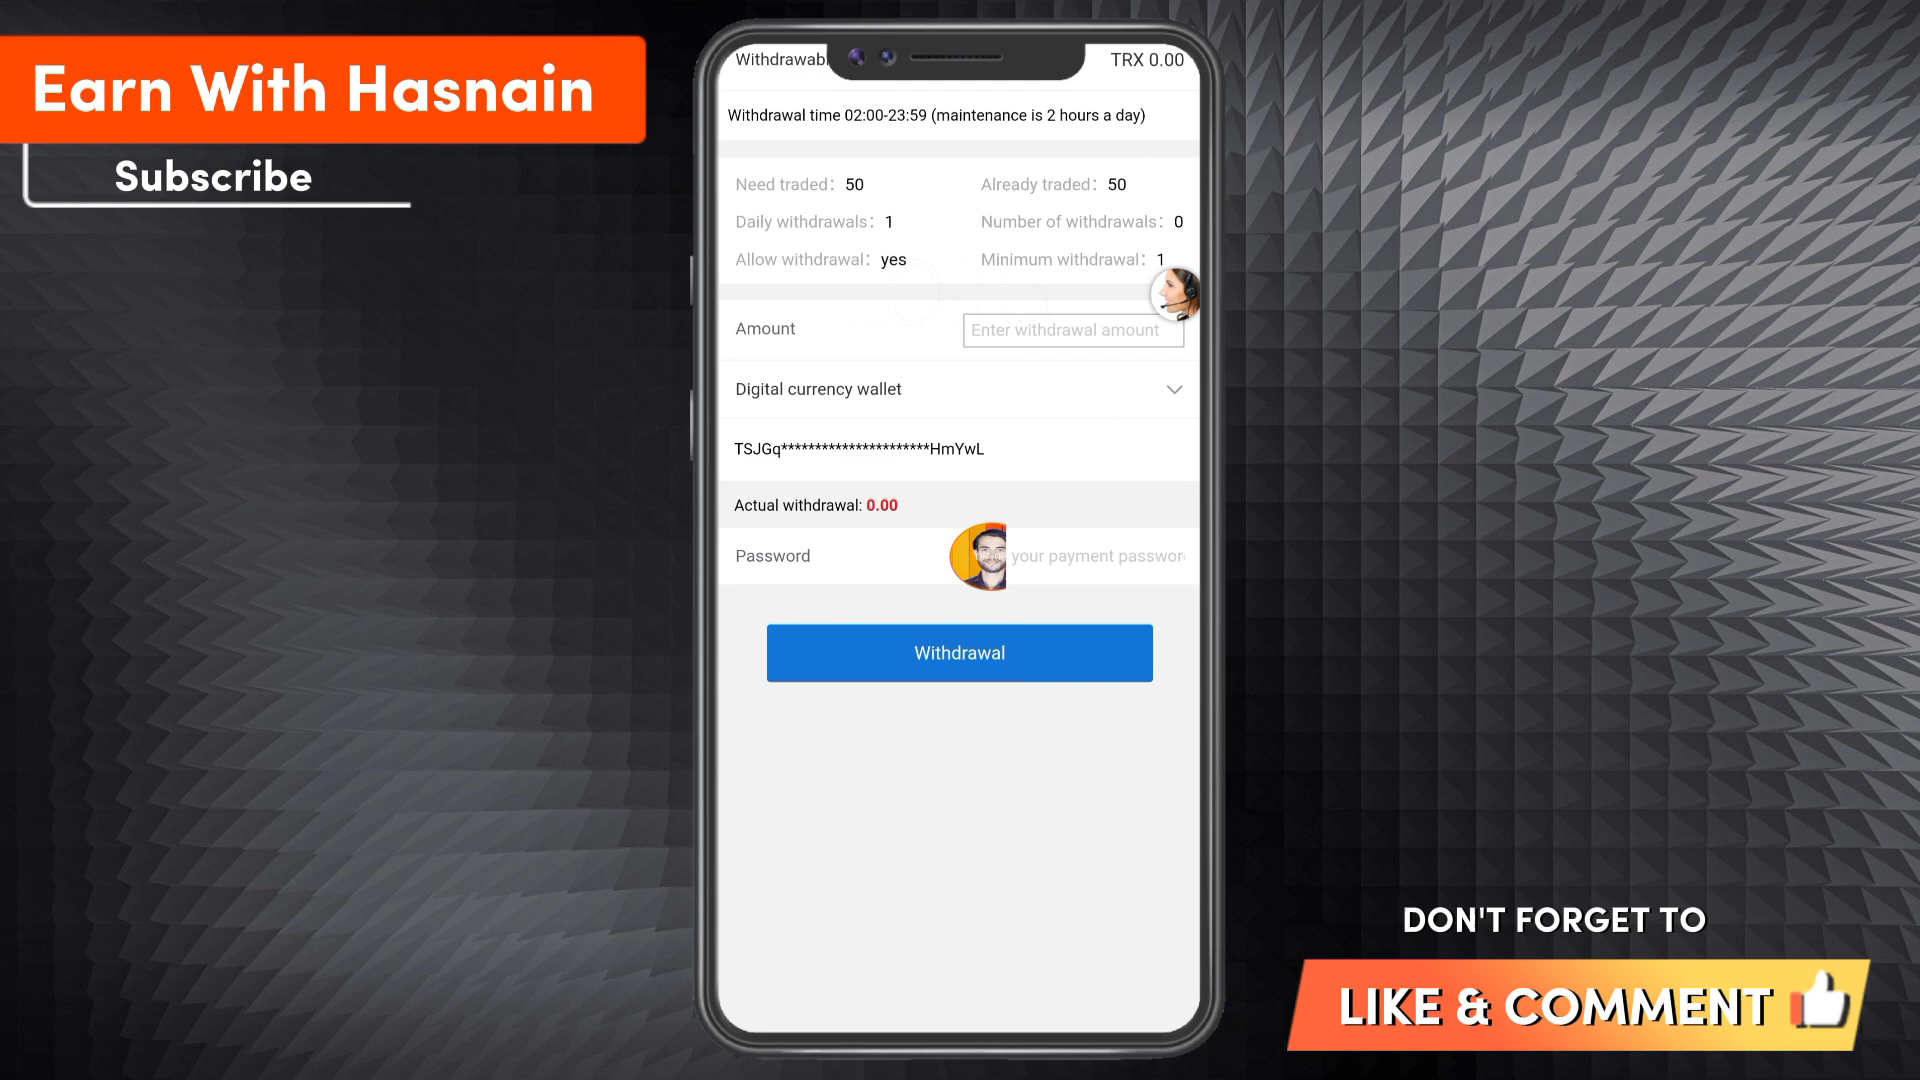 Earn With Hasnain
Subscribe
TRX 0.00
Withdrawal time 02:00-23:59 (maintenance is 2 hours a day)
Need traded: 50
Already traded: 50
Daily withdrawals: 1
Number of withdrawals: 0
Allow withdrawal: yes
Minimum withdrawal: 1
Amount
Enter withdrawal amount
Digital currency wallet
TSJGq**********************HmYwL
Actual withdrawal: 0.00
Password
your payment
Withdrawal
DON'T FORGET TO
LIKE & COMMENT